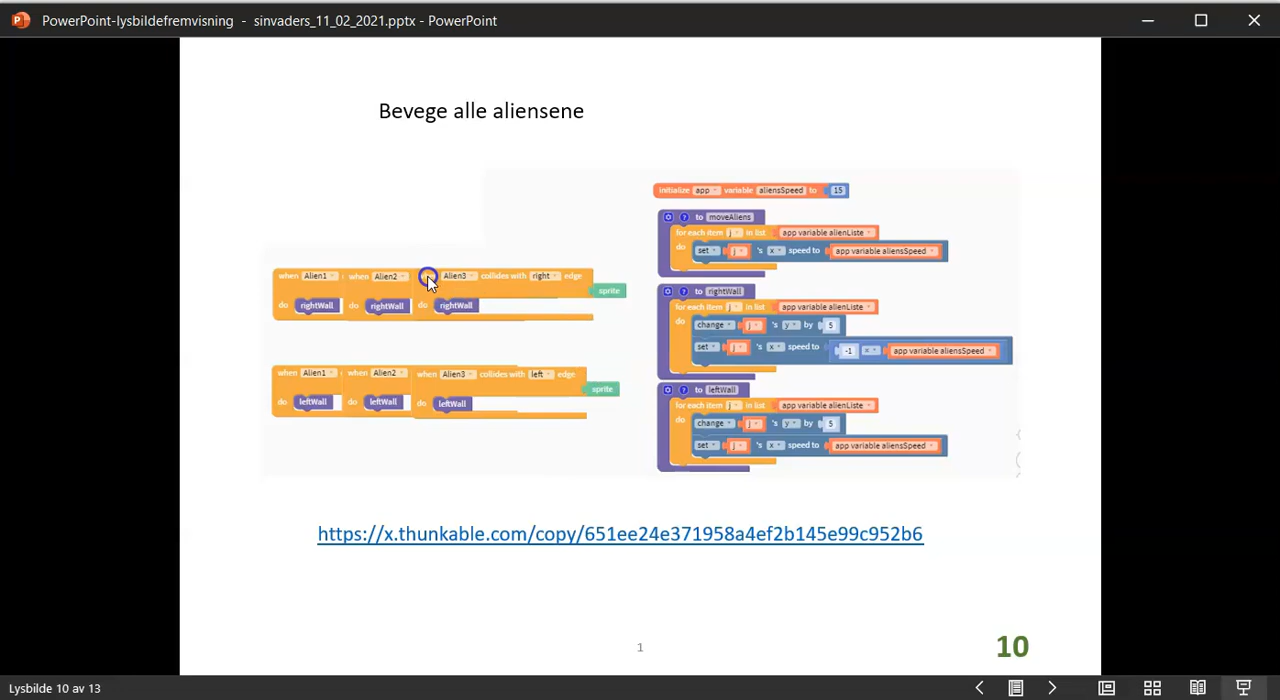 PowerPoint-lysbildefremvisning - sinvaders_11_02_2021.pptx - PowerPoint
Bevege alle aliensene
initialize app variable aliensSpeed to 15
to moveAliens
for each item j in list app variable alienListe
do set j 's x speed to app variable aliensSpeed
when Alien1 when Alien2 Alien3 collides with right edge
sprite
do rightWall do rightWall do rightWall
to rightWall
for each item j in list app variable alienListe
do change j 's y by 5
set j 's x speed to -1 × app variable aliensSpeed
when Alien1 when Alien2 when Alien3 collides with left edge
sprite
do leftWall do leftWall do leftWall
to leftWall
for each item j in list app variable alienListe
do change j 's y by 5
set j 's x speed to app variable aliensSpeed
https://x.thunkable.com/copy/651ee24e371958a4ef2b145e99c952b6
1
10
Lysbilde 10 av 13